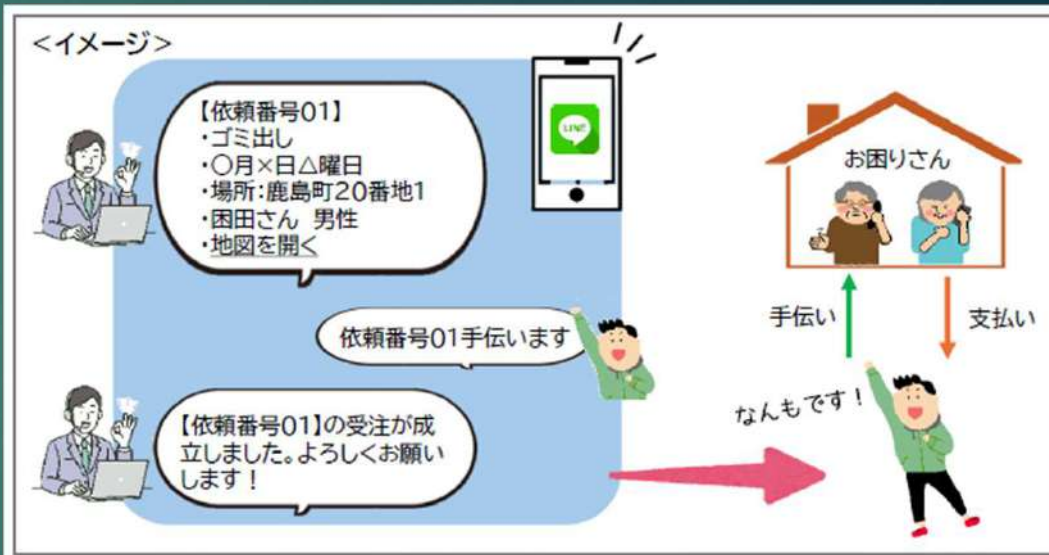 <イメージ>
【依頼番号01】
・ゴミ出し
・〇月×日△曜日
・場所:鹿島町20番地1
・困田さん 男性
・地図を開く
LINE
依頼番号01手伝います
【依頼番号01】の受注が成
立しました。よろしくお願い
します!
お困りさん
手伝い
支払い
なんもです!